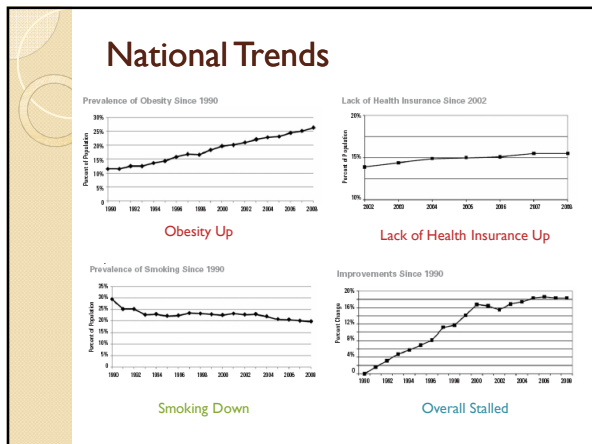 National Trends
Prevalence of Obesity Since 1990
Percent of Population
30%
25%
20%
15%
10%
5%
0
1990 1992 1994 1996 1998 2000 2002 2004 2006 2008
Obesity Up
Lack of Health Insurance Since 2002
Percent of Population
20%
15%
10%
2002 2003 2004 2005 2016 2007 2008
Lack of Health Insurance Up
Prevalence of Smoking Since 1990
Percent of Population
35%
30%
25%
20%
15%
10%
5%
0
1990 1992 1994 1996 1998 2000 2002 2004 2006 2008
Smoking Down
Improvements Since 1990
Percent Change
20%
16%
12%
8%
4%
0
1990 1992 1994 1996 1998 2000 2002 2004 2006 2008
Overall Stalled